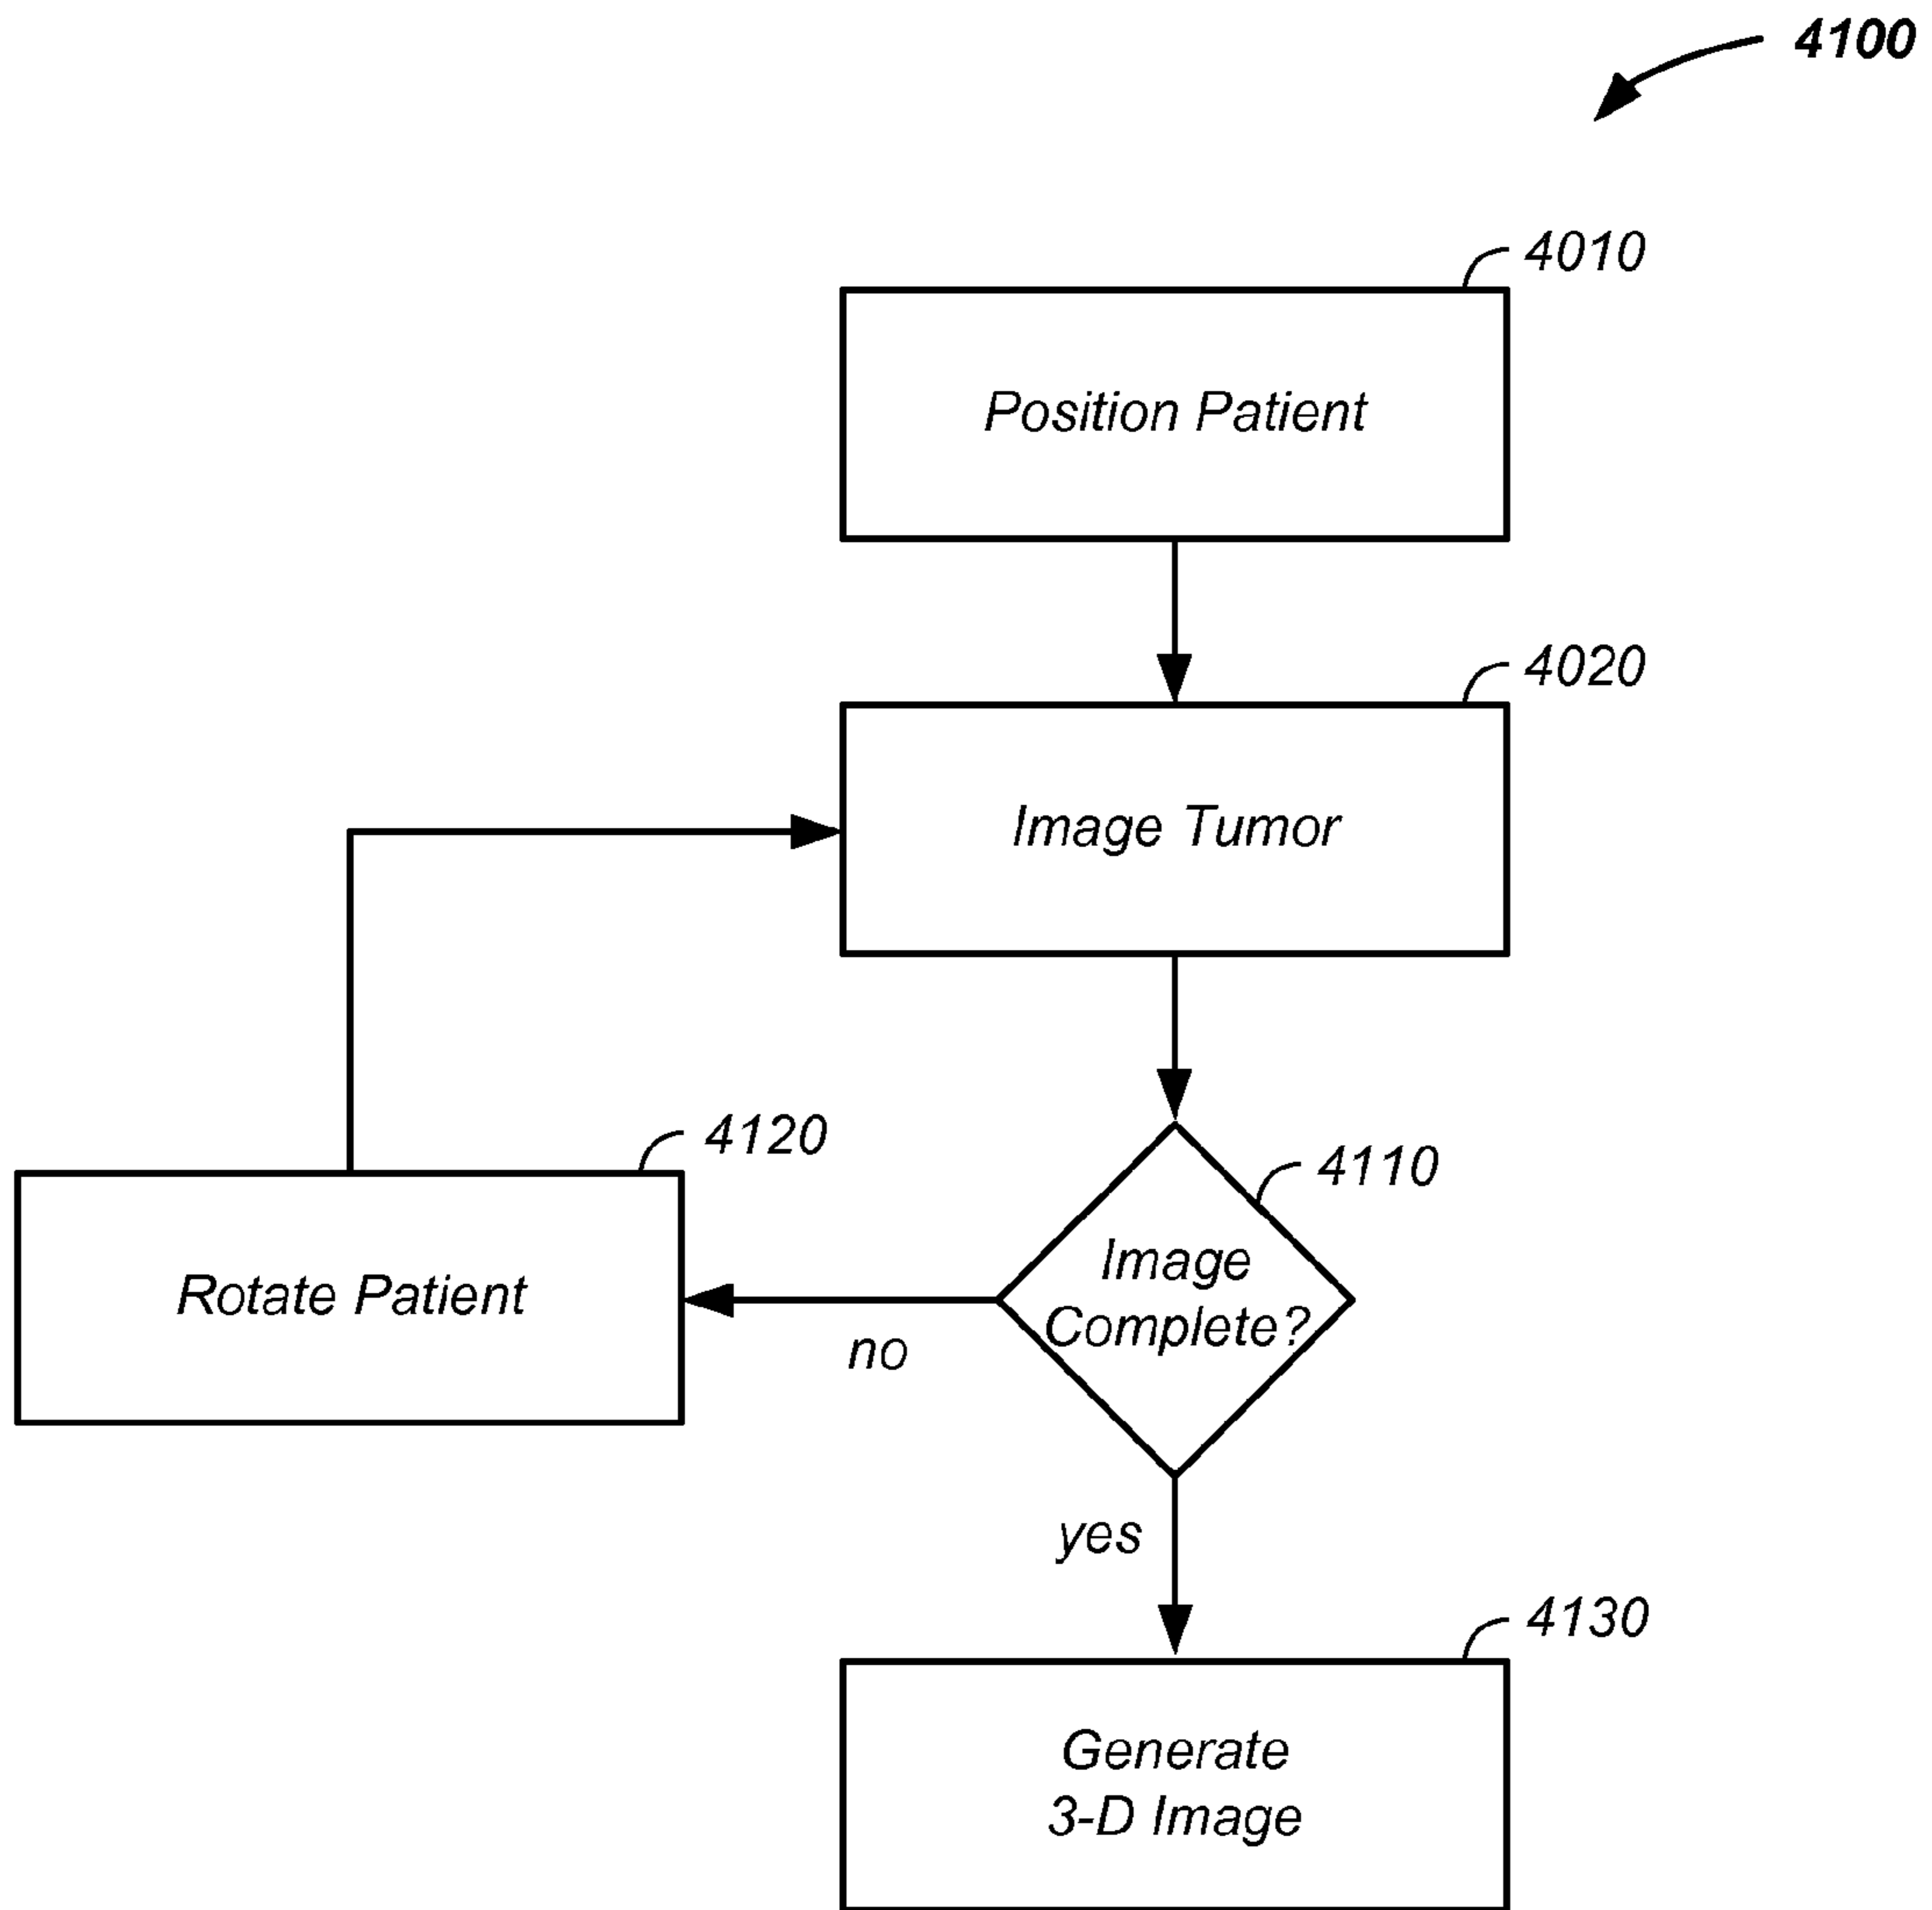 4100
4010
Position Patient
4020
Image Tumor
4120
4110
Rotate Patient
Image
Complete?
no
yes
4130
Generate
3-D Image